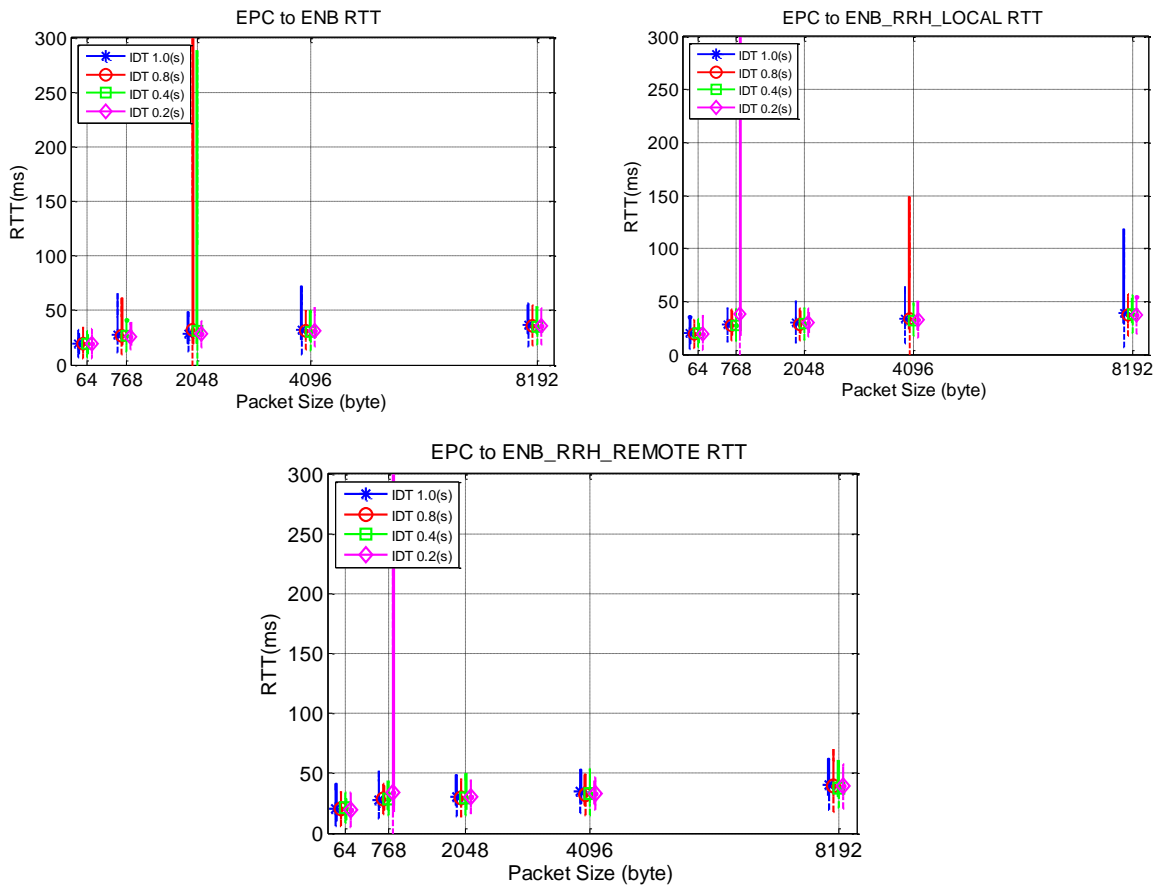 EPC to ENB RTT
300
250
200
150
100
50
0
RTT(ms)
IDT 1.0(s)
IDT 0.8(s)
IDT 0.4(s)
IDT 0.2(s)
64 768 2048 4096 8192
Packet Size (byte)
EPC to ENB_RRH_LOCAL RTT
300
250
200
150
100
50
0
RTT(ms)
IDT 1.0(s)
IDT 0.8(s)
IDT 0.4(s)
IDT 0.2(s)
64 768 2048 4096 8192
Packet Size (byte)
EPC to ENB_RRH_REMOTE RTT
300
250
200
150
100
50
0
RTT(ms)
IDT 1.0(s)
IDT 0.8(s)
IDT 0.4(s)
IDT 0.2(s)
64 768 2048 4096 8192
Packet Size (byte)